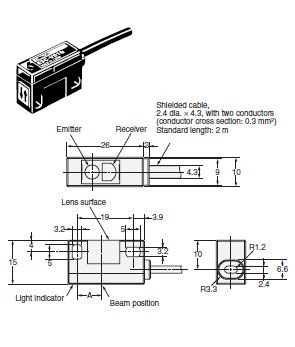 Shielded cable,
2.4 dia. × 4.3, with two conductors
(conductor cross section: 0.3 mm²)
Standard length: 2 m
Emitter
Receiver
26
2
4.3
9
10
Lens surface
19
3.9
3.2
5
4
5
3.2
15
10
R1.2
6.6
2.4
R3.3
Light indicator
A
Beam position